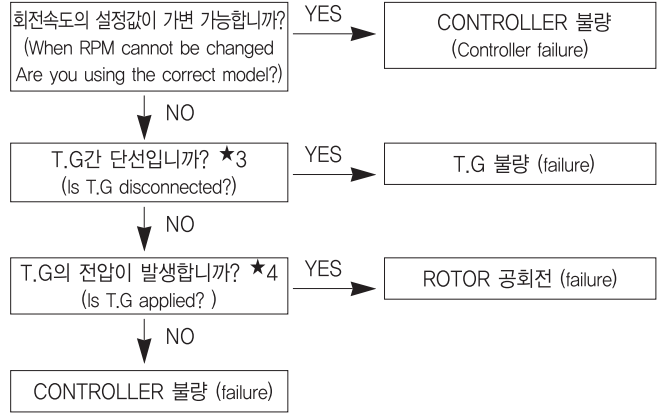 회전속도의 설정값이 가변 가능합니까?
(When RPM cannot be changed
Are you using the correct model?)
YES
CONTROLLER 불량
(Controller failure)
NO
T.G간 단선입니까? ★3
(Is T.G disconnected?)
YES
T.G 불량 (failure)
NO
T.G의 전압이 발생합니까? ★4
(Is T.G applied? )
YES
ROTOR 공회전 (failure)
NO
CONTROLLER 불량 (failure)